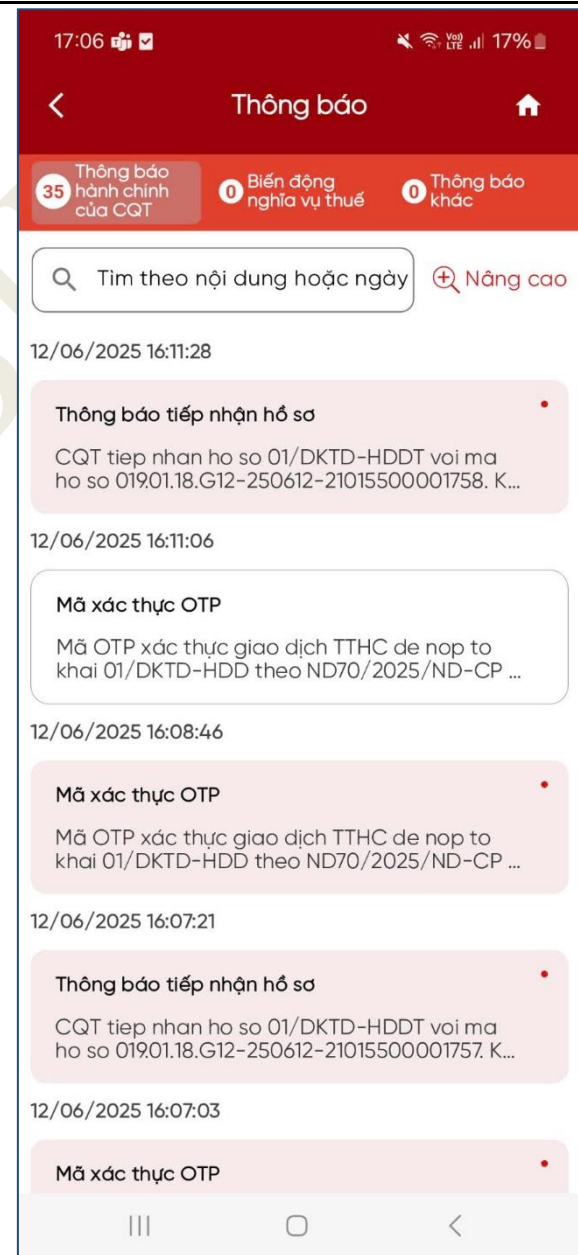 17:06
Vo)) LTE 17%
Thông báo
35 Thông báo hành chính của CQT
0 Biến động nghĩa vụ thuế
0 Thông báo khác
Tìm theo nội dung hoặc ngày
Nâng cao
12/06/2025 16:11:28
Thông báo tiếp nhận hồ sơ
CQT tiep nhan ho so 01/DKTD-HDDT voi ma
ho so 019.01.18.G12-250612-21015500001758. K...
12/06/2025 16:11:06
Mã xác thực OTP
Mã OTP xác thực giao dịch TTHC de nop to
khai 01/DKTD-HDD theo ND70/2025/ND-CP ...
12/06/2025 16:08:46
Mã xác thực OTP
Mã OTP xác thực giao dịch TTHC de nop to
khai 01/DKTD-HDD theo ND70/2025/ND-CP ...
12/06/2025 16:07:21
Thông báo tiếp nhận hồ sơ
CQT tiep nhan ho so 01/DKTD-HDDT voi ma
ho so 019.01.18.G12-250612-21015500001757. K...
12/06/2025 16:07:03
Mã xác thực OTP